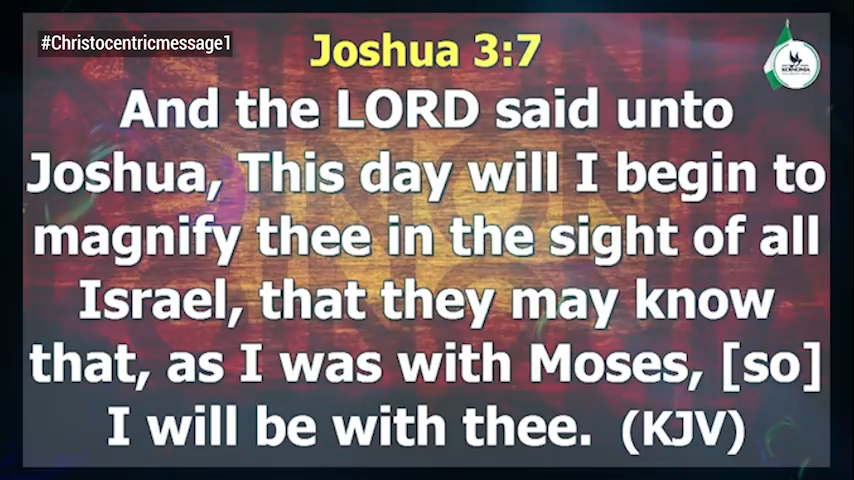 #Christocentricmessage1
Joshua 3:7
And the LORD said unto
Joshua, This day will I begin to
magnify thee in the sight of all
Israel, that they may know
that, as I was with Moses, [so]
I will be with thee. (KJV)
KOINONIA